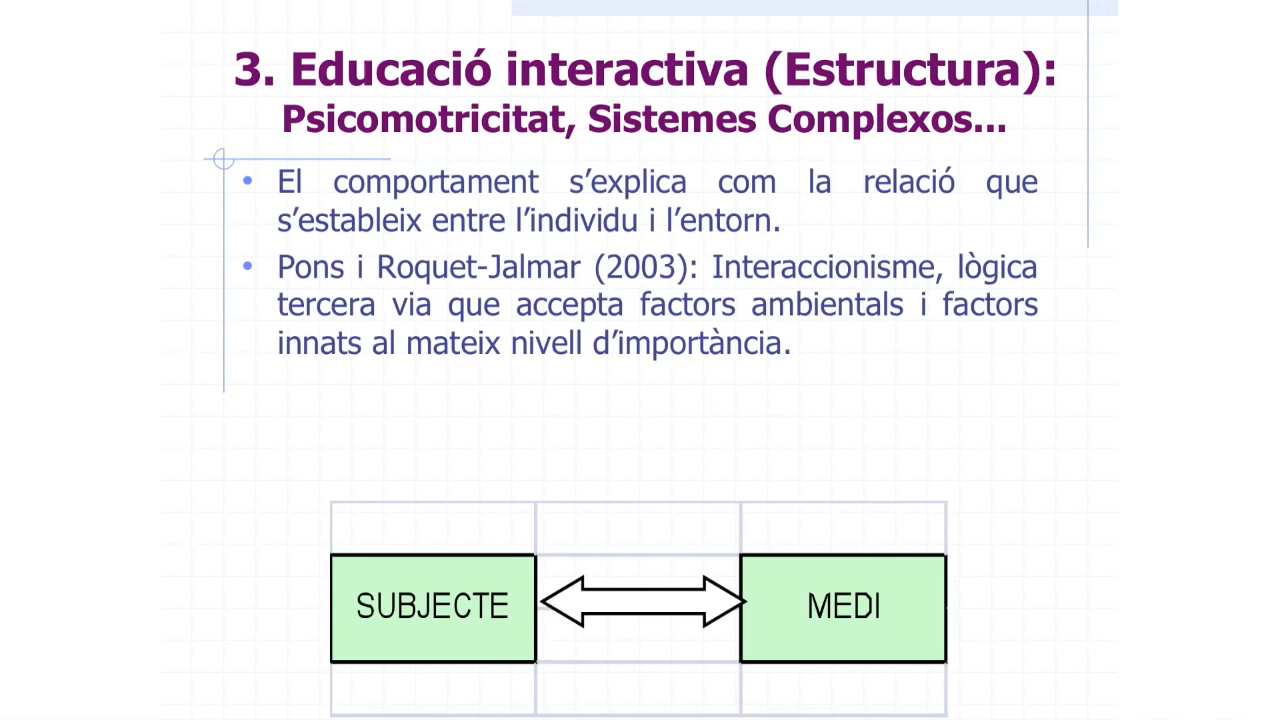 3. Educació interactiva (Estructura):
Psicomotricitat, Sistemes Complexos...
• El comportament s’explica com la relació que
s’estableix entre l’individu i l’entorn.
• Pons i Roquet-Jalmar (2003): Interaccionisme, lògica
tercera via que accepta factors ambientals i factors
innats al mateix nivell d’importància.
SUBJECTE
MEDI